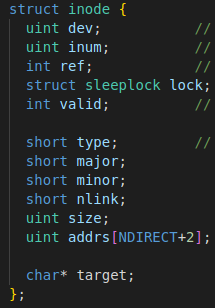 struct inode {
uint dev; //
uint inum; //
int ref; //
struct sleeplock lock;
int valid; //
short type; //
short major;
short minor;
short nlink;
uint size;
uint addrs[NDIRECT+2];
char* target;
};